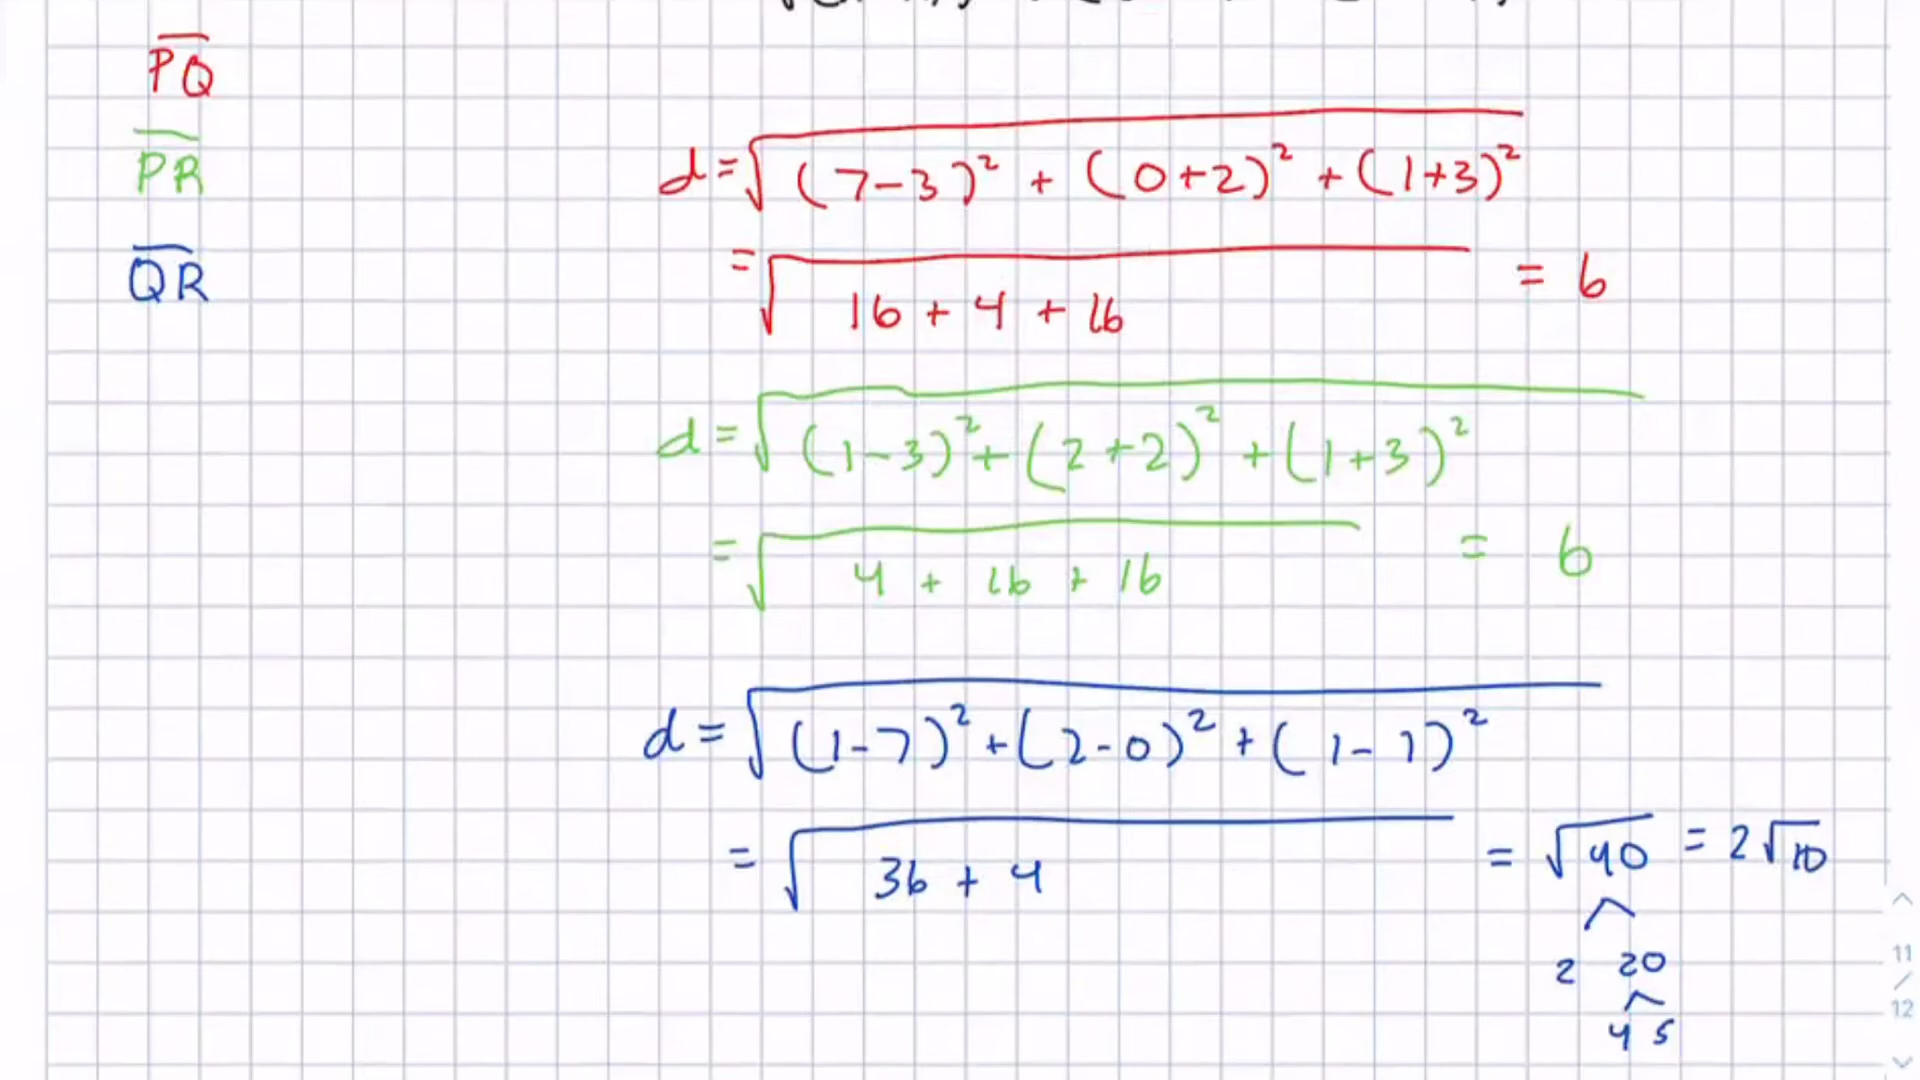 PQ
PR
QR
d = √(7-3)² + (0+2)² + (1+3)²
= √16 + 4 + 16 = 6
d = √(1-3)² + (2+2)² + (1+3)²
= √4 + 16 + 16 = 6
d = √(1-7)² + (2-0)² + (1-1)²
= √36 + 4 = √40 = 2√10
2 20
4 5
11
/
12